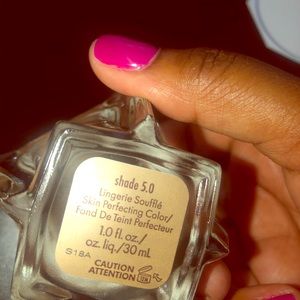 shade 5.0
Lingerie Soufflé
Skin Perfecting Color/
Fond De Teint Perfecteur
1.0 fl. oz./
oz. liq./30 mL
S18A
CAUTION
ATTENTION